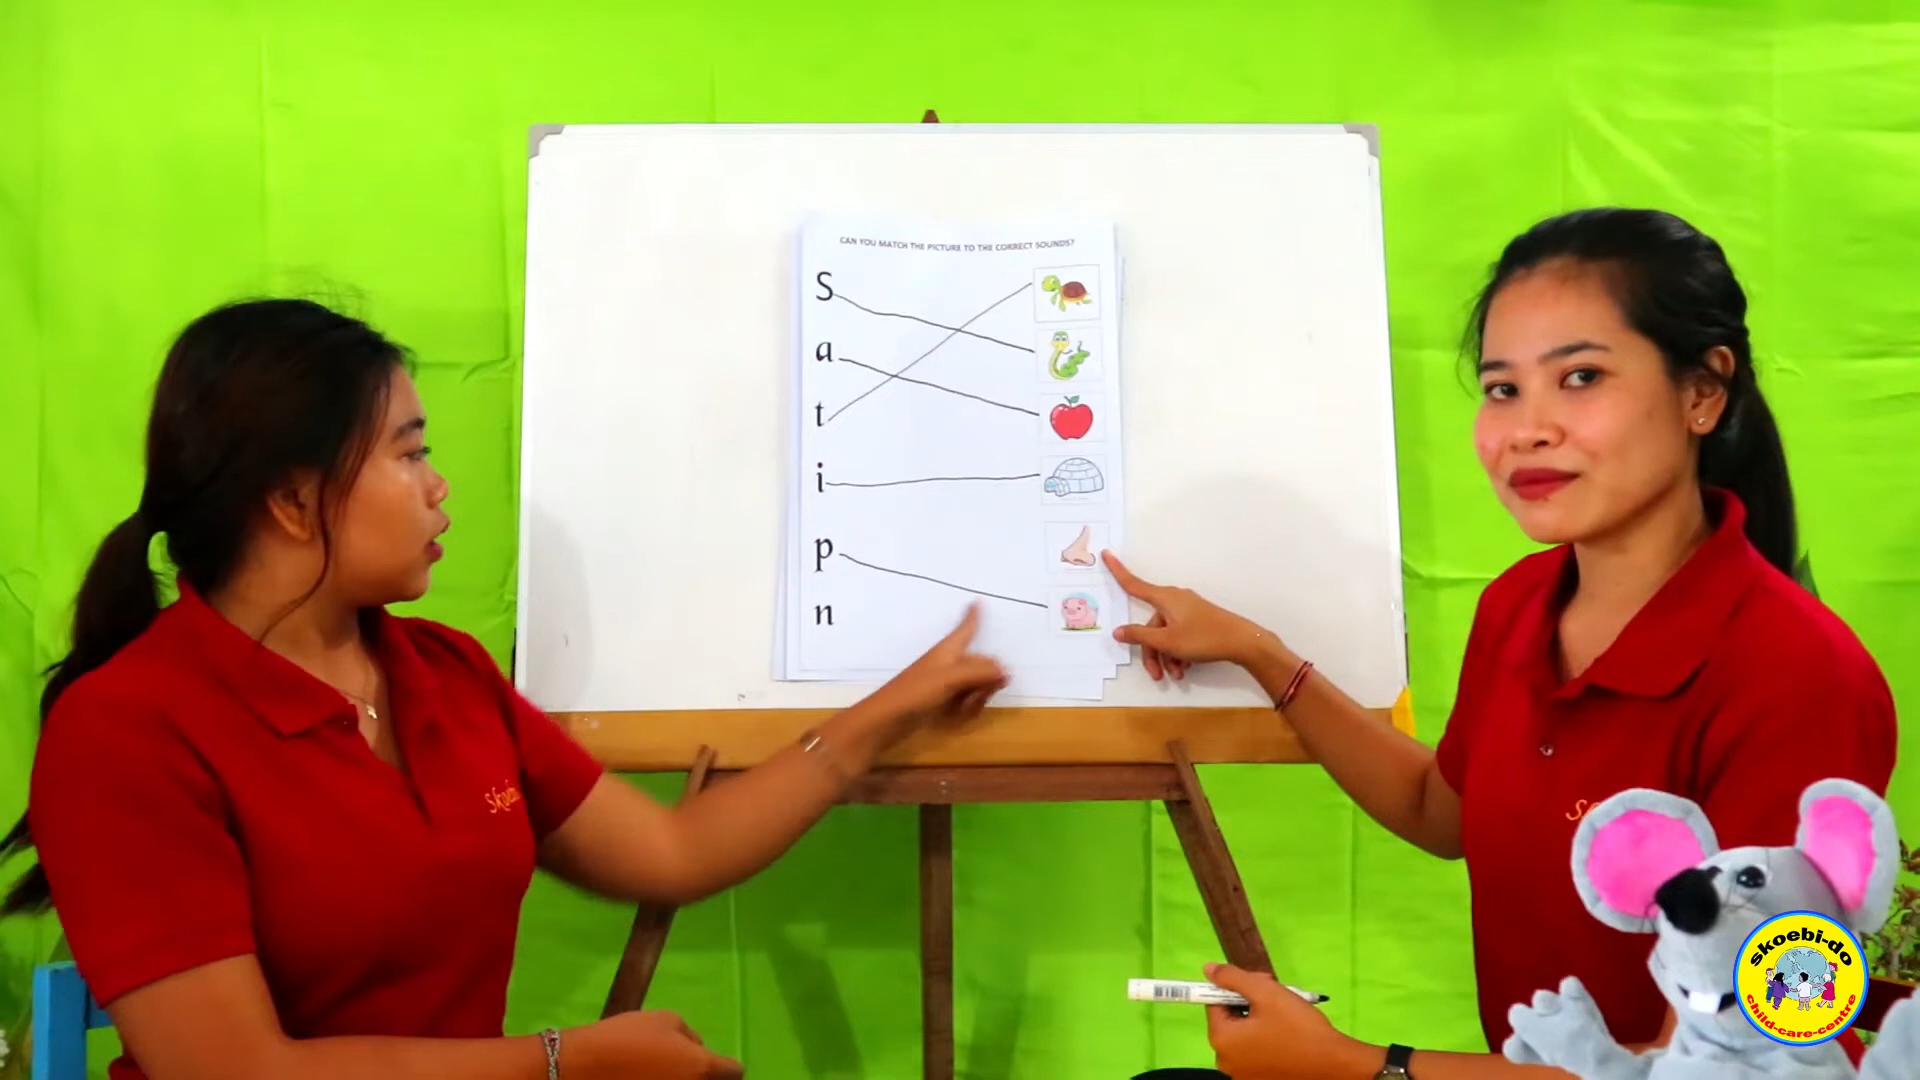 CAN YOU MATCH THE PICTURE TO THE CORRECT SOUNDS?
S
a
t
i
p
n
skoebi-do
child-care-centre